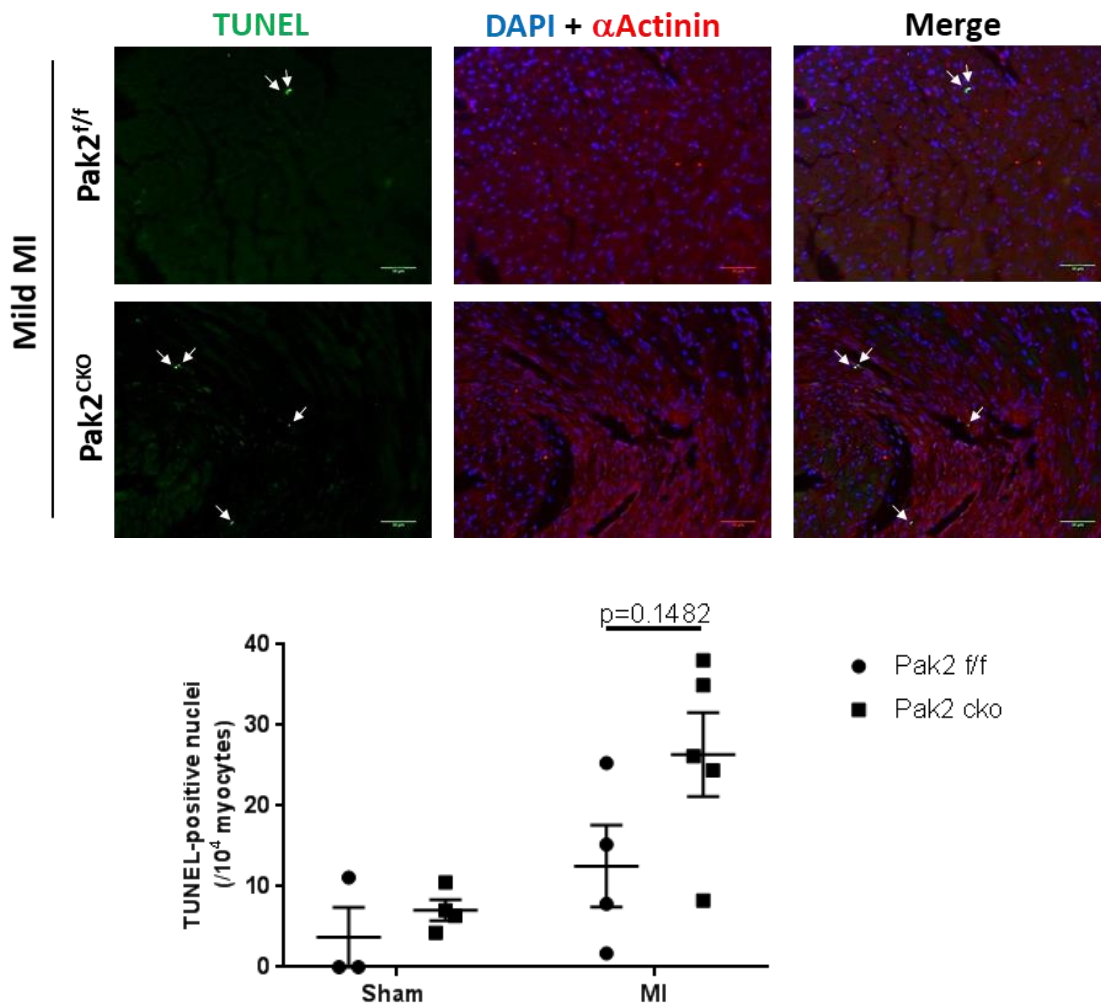 TUNEL
DAPI + αActinin
Merge
Mild MI
Pak2f/f
Pak2CKO
p=0.1482
40
30
20
10
0
TUNEL-positive nuclei
(/10⁴ myocytes)
Sham
MI
Pak2 f/f
Pak2 cko